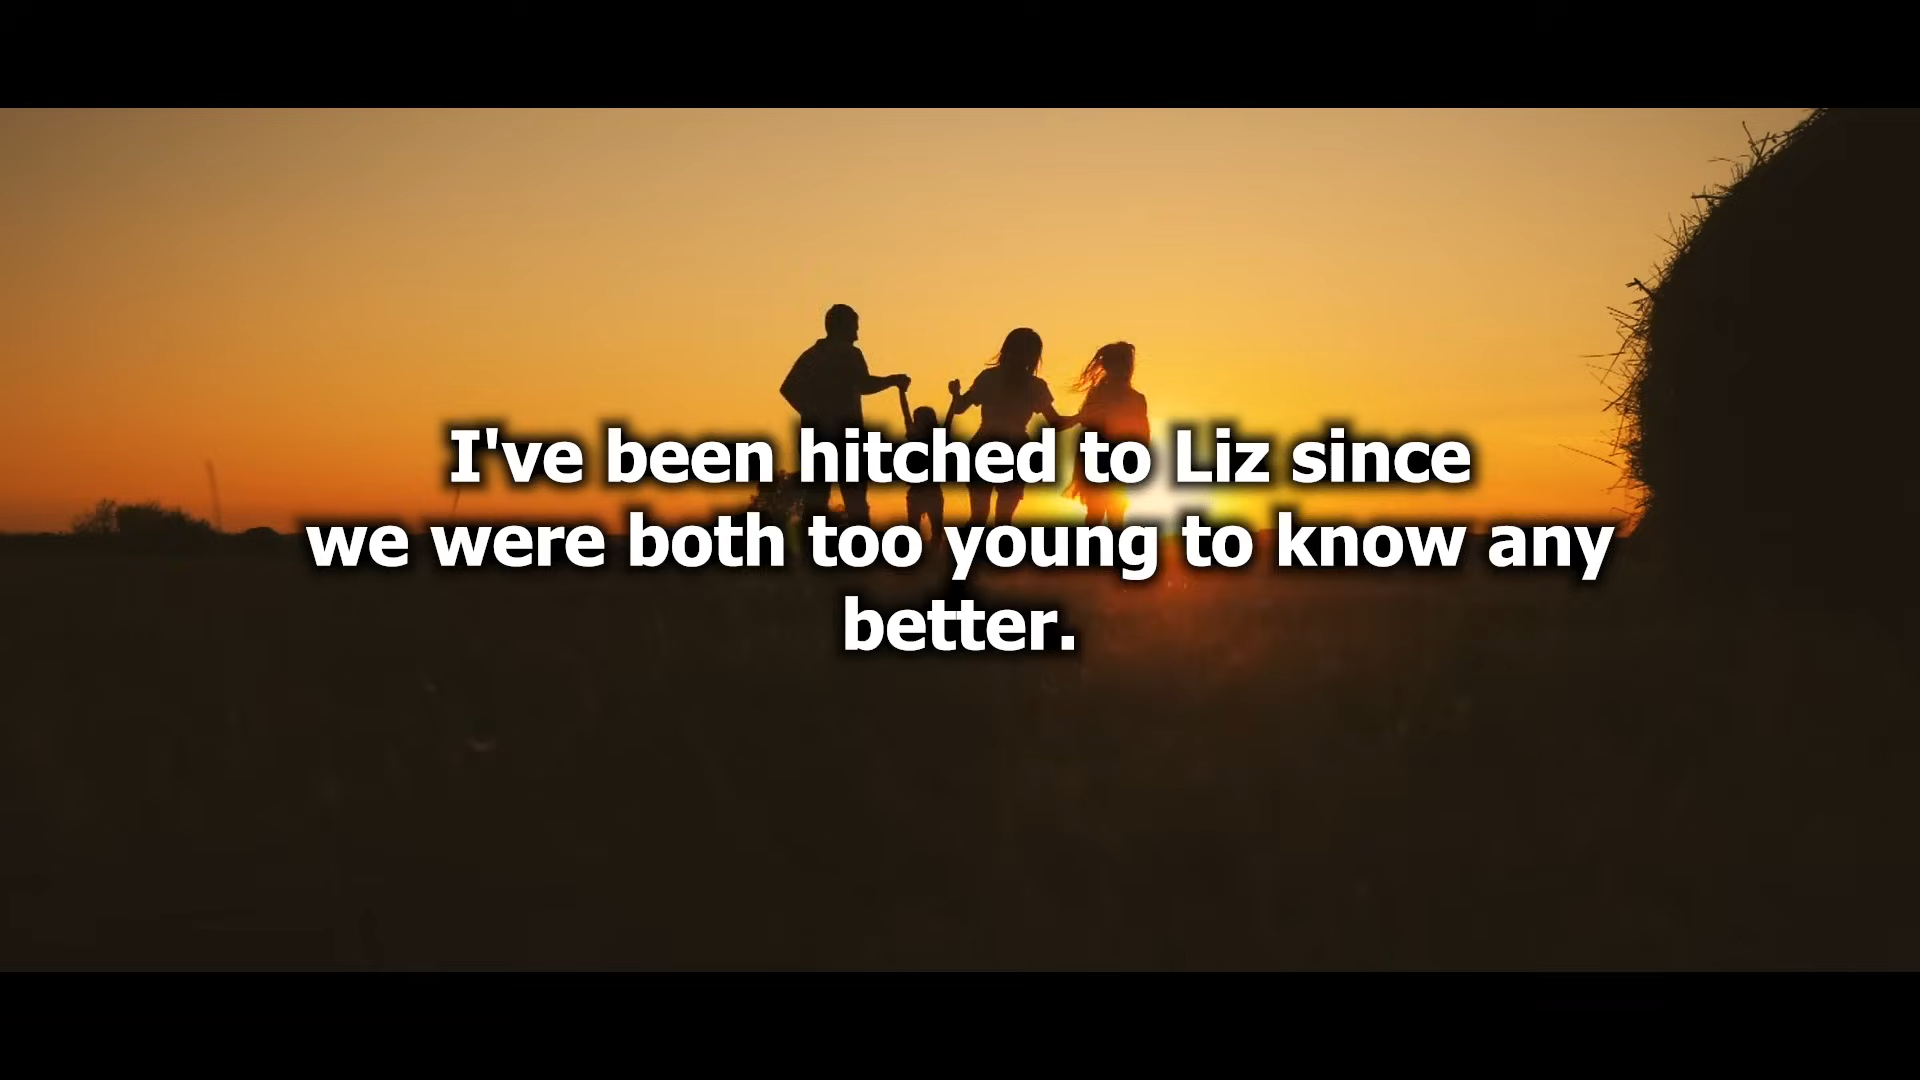 I've been hitched to Liz since
we were both too young to know any
better.